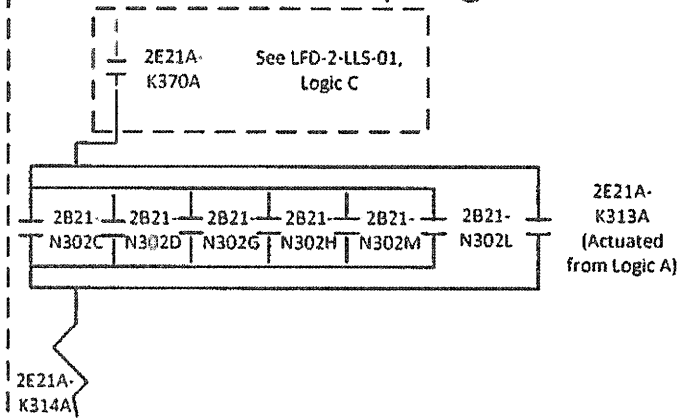 2E21A-
K370A
See LFD-2-LLS-01,
Logic C
2B21-
N302C
2B21-
N302D
2B21-
N302G
2B21-
N302H
2B21-
N302M
2B21-
N302L
2E21A-
K313A
(Actuated
from Logic A)
2E21A-
K314A